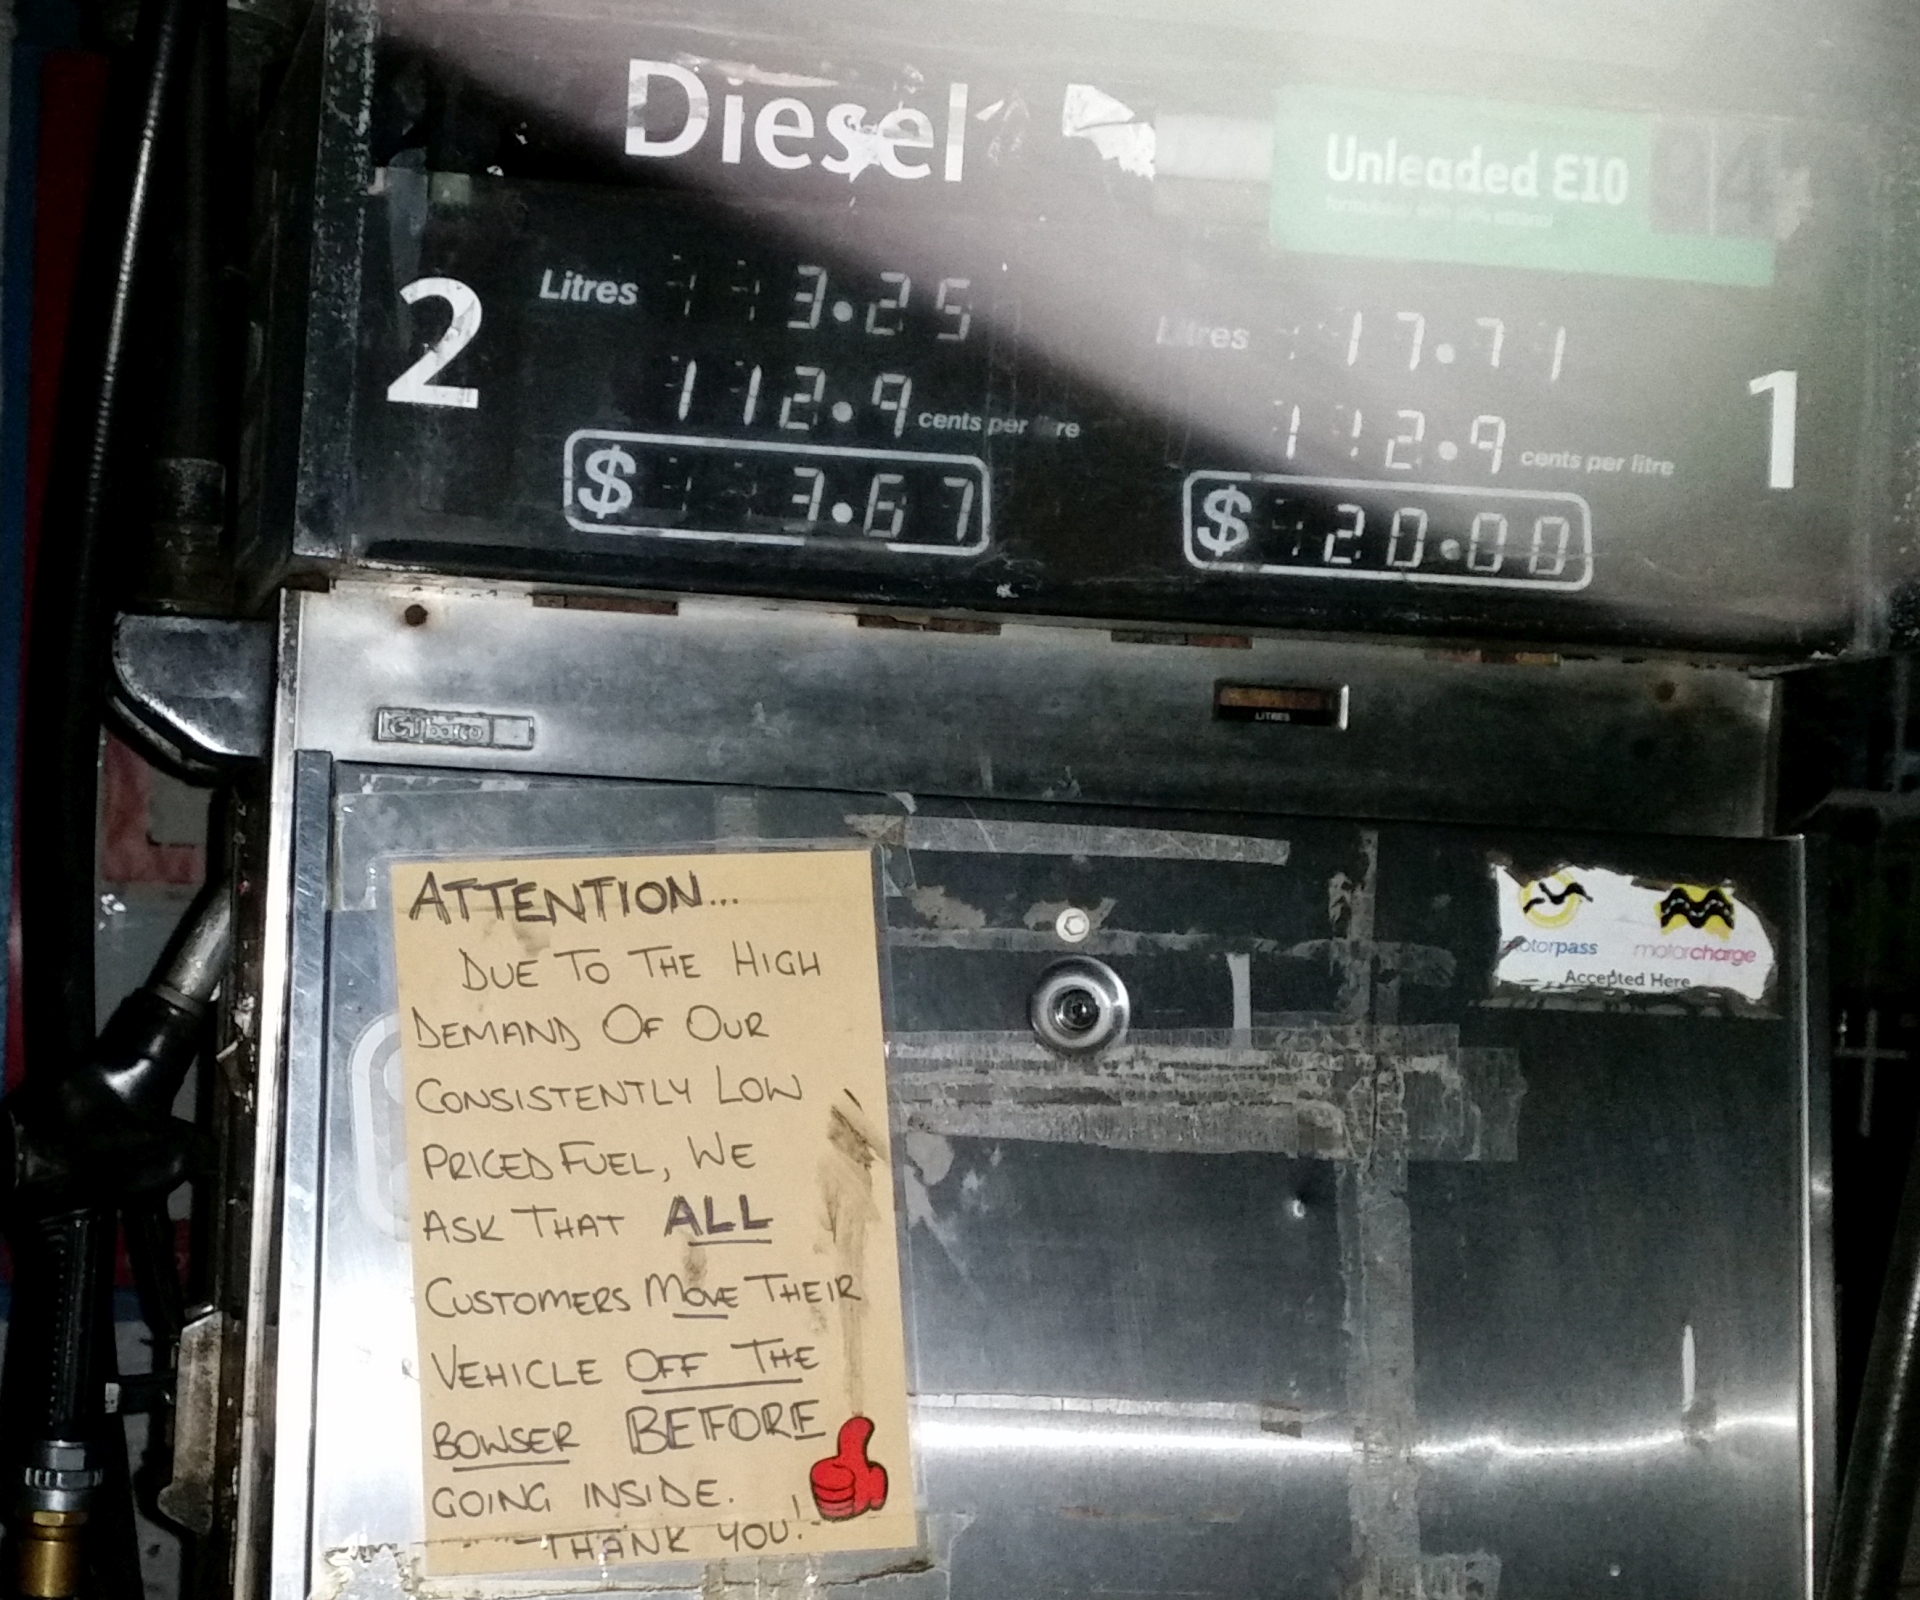 Diesel
Unleaded E10
2
Litres 3.25
112.9 cents per litre
$ 3.67
Litres 17.71
112.9 cents per litre
$ 20.00
1
Gilbarco
LITRES
ATTENTION...
DUE TO THE HIGH
DEMAND OF OUR
CONSISTENTLY LOW
PRICED FUEL, WE
ASK THAT ALL
CUSTOMERS MOVE THEIR
VEHICLE OFF THE
BOWSER BEFORE
GOING INSIDE.
THANK YOU!
motorpass motorcharge
Accepted Here